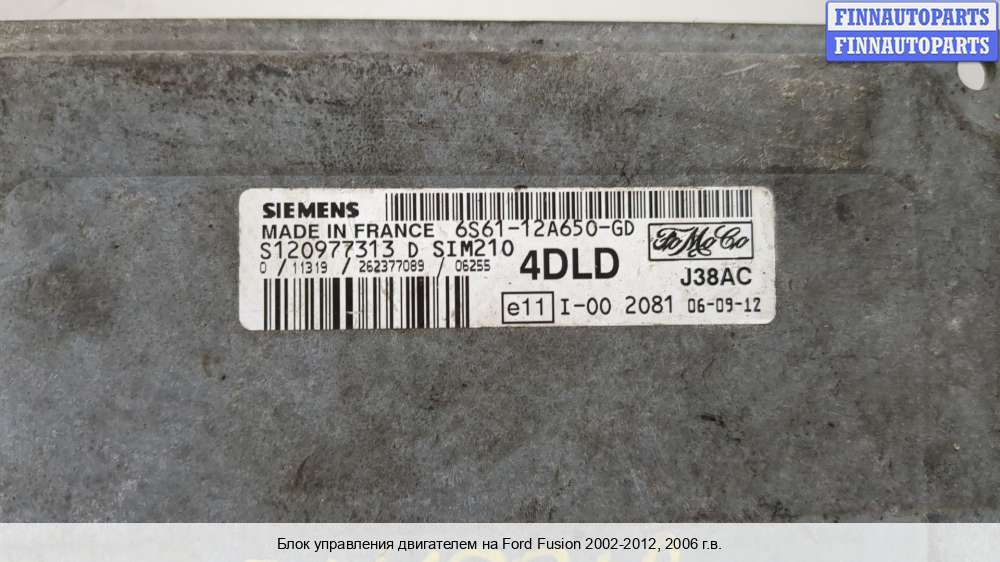 FINNAUTOPARTS
FINNAUTOPARTS
SIEMENS
MADE IN FRANCE 6S61-12A650-GD
S120977313 D SIM210
0 / 11319 / 262377089 / 06255
4DLD
FoMoCo
J38AC
e11 I-00 2081 06-09-12
Блок управления двигателем на Ford Fusion 2002-2012, 2006 г.в.